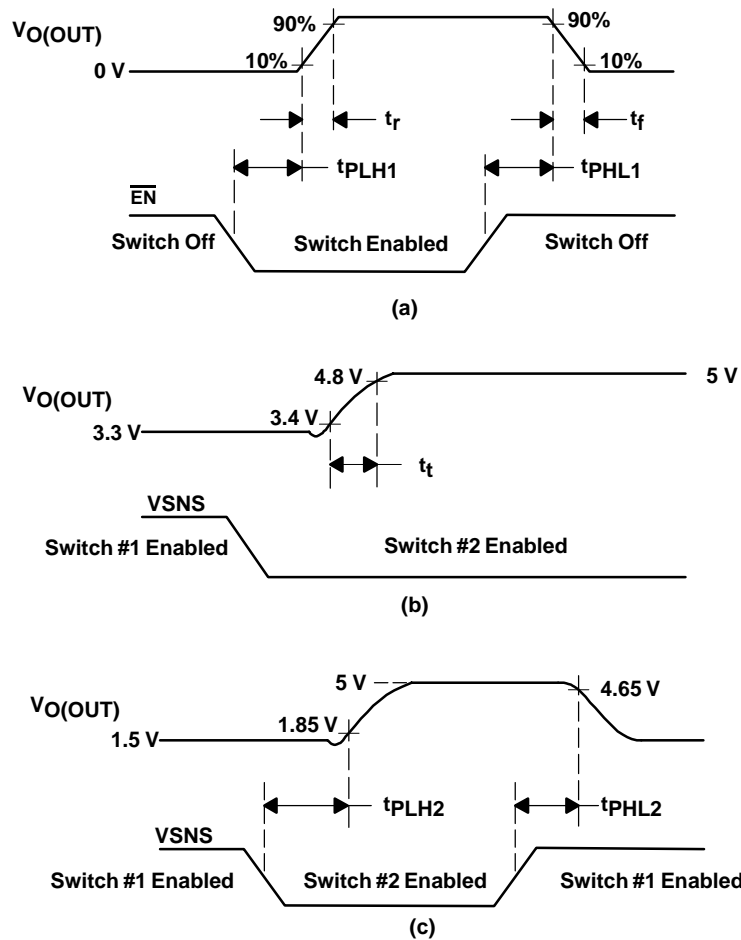 VO(OUT)
90%
90%
10%
10%
0 V
tr
tf
tPLH1
tPHL1
EN
Switch Off
Switch Enabled
Switch Off
(a)
4.8 V
5 V
VO(OUT)
3.4 V
3.3 V
tt
VSNS
Switch #1 Enabled
Switch #2 Enabled
(b)
5 V
4.65 V
VO(OUT)
1.85 V
1.5 V
tPLH2
tPHL2
VSNS
Switch #1 Enabled
Switch #2 Enabled
Switch #1 Enabled
(c)